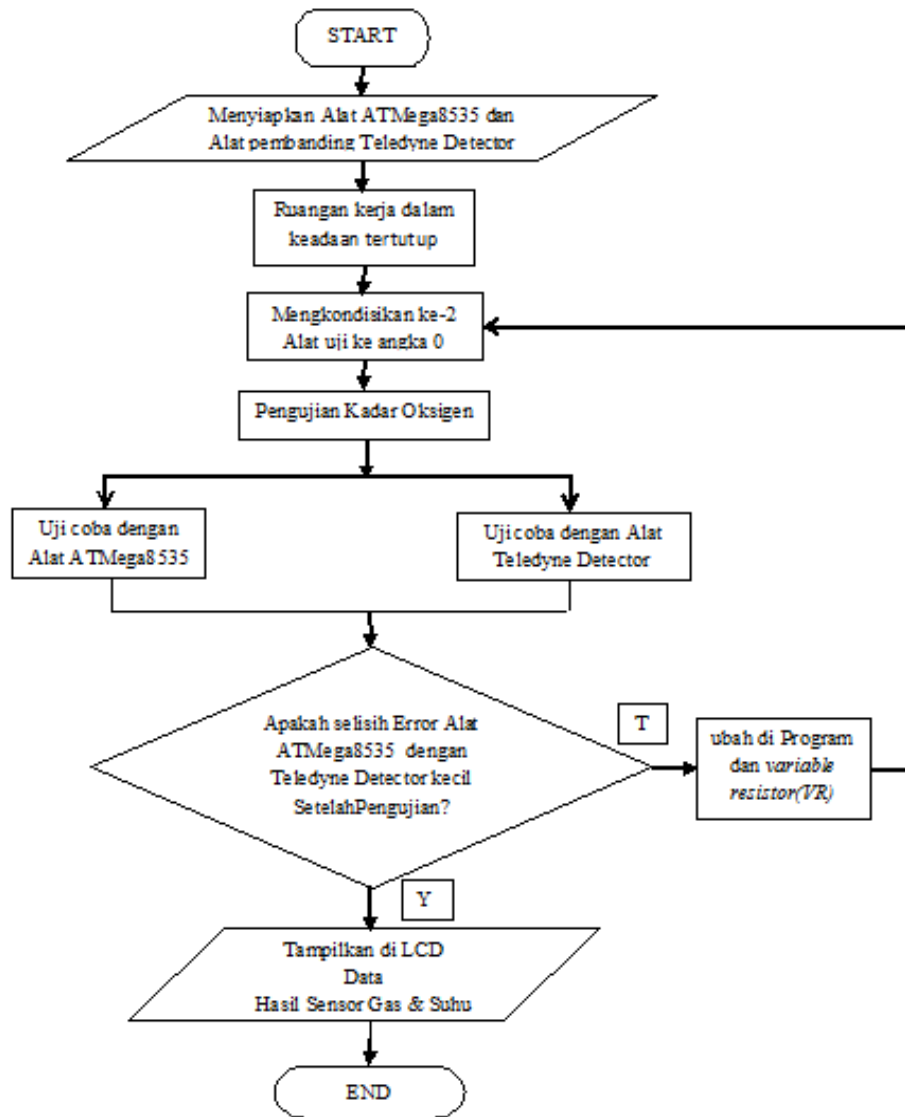 START
Menyiapkan Alat ATMega8535 dan
Alat pembanding Teledyne Detector
Ruangan kerja dalam
keadaan tertutup
Mengkondisikan ke-2
Alat uji ke angka 0
Pengujian Kadar Oksigen
Uji coba dengan
Alat ATMega8535
Uji coba dengan Alat
Teledyne Detector
Apakah selisih Error Alat
ATMega8535 dengan
Teledyne Detector kecil
SetelahPengujian?
T
ubah di Program
dan variable
resistor(VR)
Y
Tampilkan di LCD
Data
Hasil Sensor Gas & Suhu
END